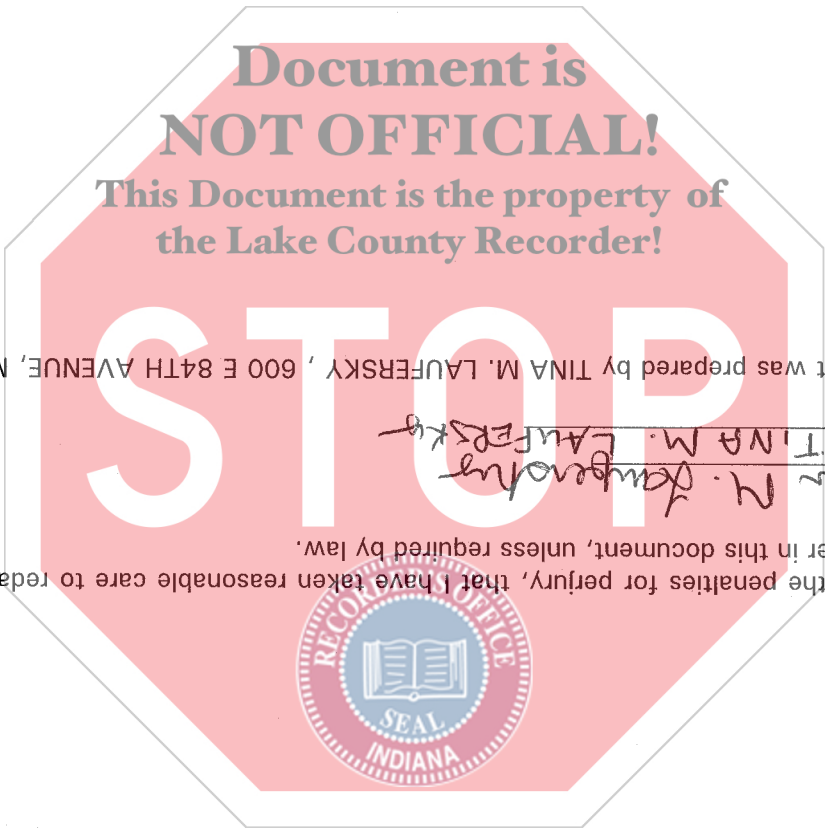 Document is
NOT OFFICIAL!
This Document is the property of
the Lake County Recorder!
STOP
the penalties for perjury, that I have taken reasonable care to
in this document, unless required by law.
M. Laufersky
TINA M. LAUFERSKY
was prepared by TINA M. LAUFERSKY , 600 E 84TH AVENUE,
RECORDER'S OFFICE
SEAL
INDIANA